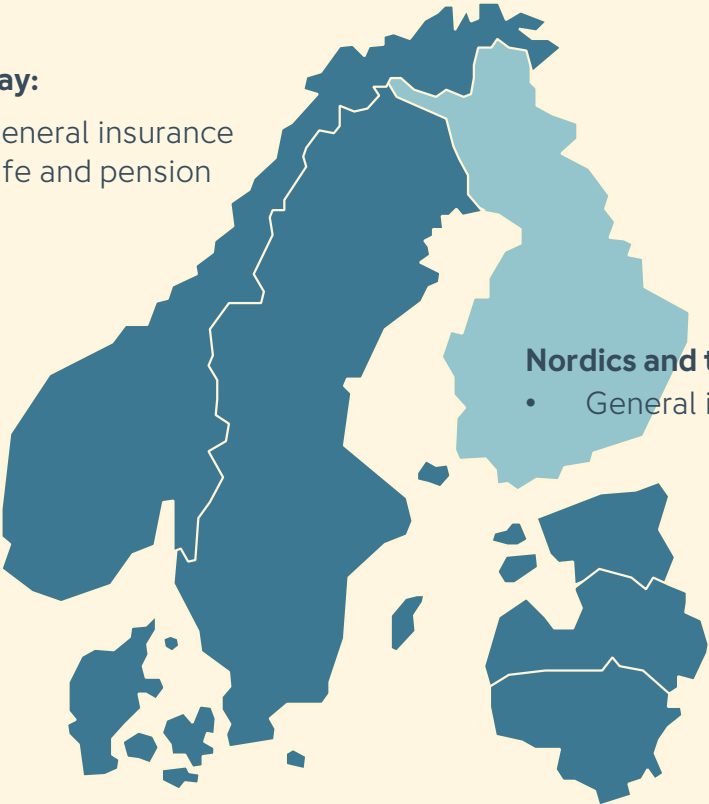 ay:
eneral insurance
fe and pension
Nordics and t
• General i